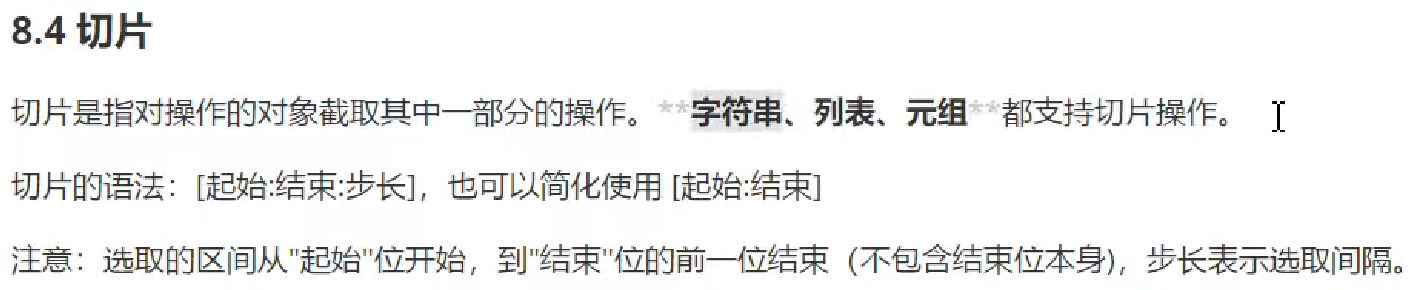 8.4 切片
切片是指对操作的对象截取其中一部分的操作。**字符串、列表、元组**都支持切片操作。
切片的语法：[起始:结束:步长]，也可以简化使用 [起始:结束]
注意：选取的区间从"起始"位开始，到"结束"位的前一位结束（不包含结束位本身)，步长表示选取间隔。